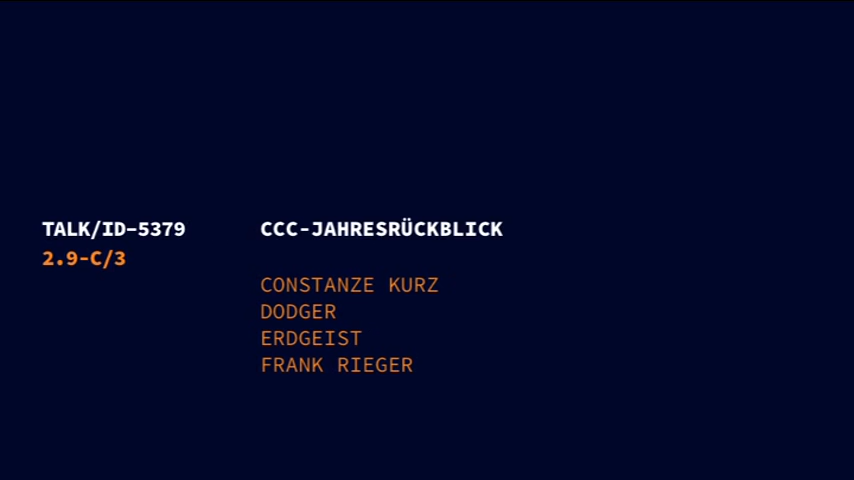 TALK/ID-5379
2.9-C/3
CCC-JAHRESRÜCKBLICK
CONSTANZE KURZ
DODGER
ERDGEIST
FRANK RIEGER